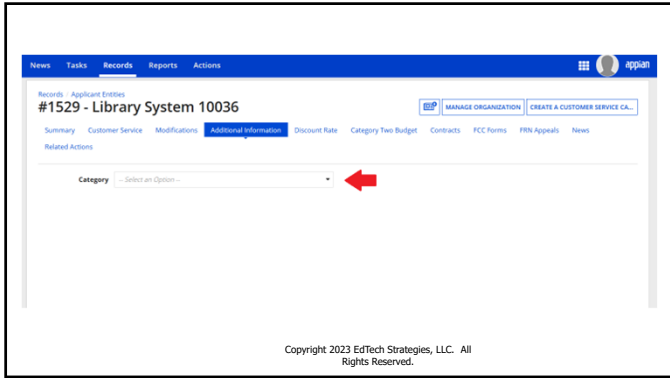 News Tasks Records Reports Actions appian
Records / Applicant Entities
#1529 - Library System 10036
MANAGE ORGANIZATION CREATE A CUSTOMER SERVICE CA...
Summary Customer Service Modifications Additional Information Discount Rate Category Two Budget Contracts FCC Forms FRN Appeals News
Related Actions
Category -- Select an Option --
Copyright 2023 EdTech Strategies, LLC. All
Rights Reserved.